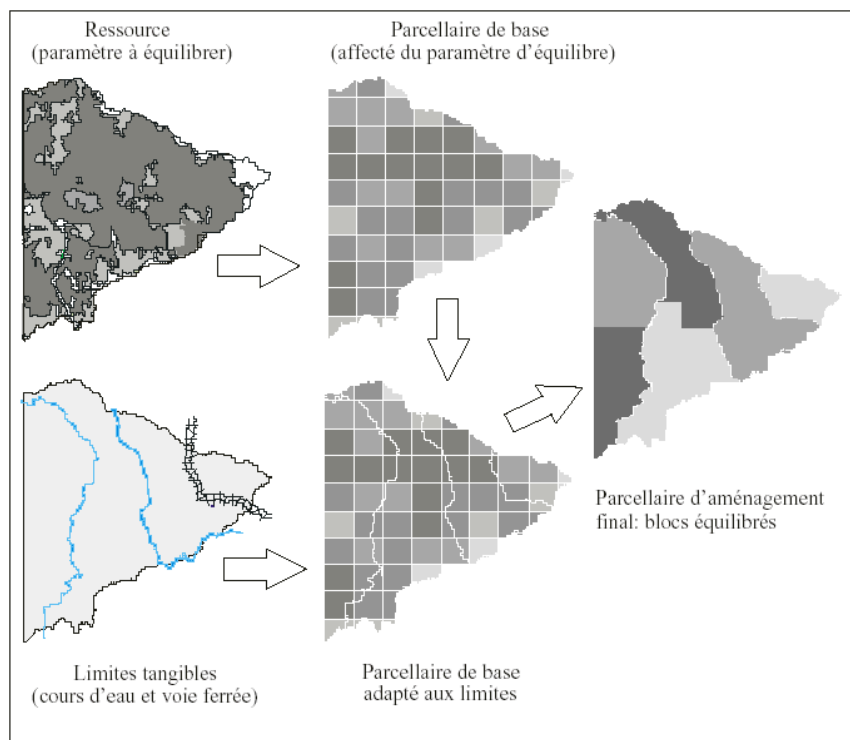 Ressource
(paramètre à équilibrer)
Parcellaire de base
(affecté du paramètre d'équilibre)
Parcellaire d'aménagement
final: blocs équilibrés
Limites tangibles
(cours d'eau et voie ferrée)
Parcellaire de base
adapté aux limites